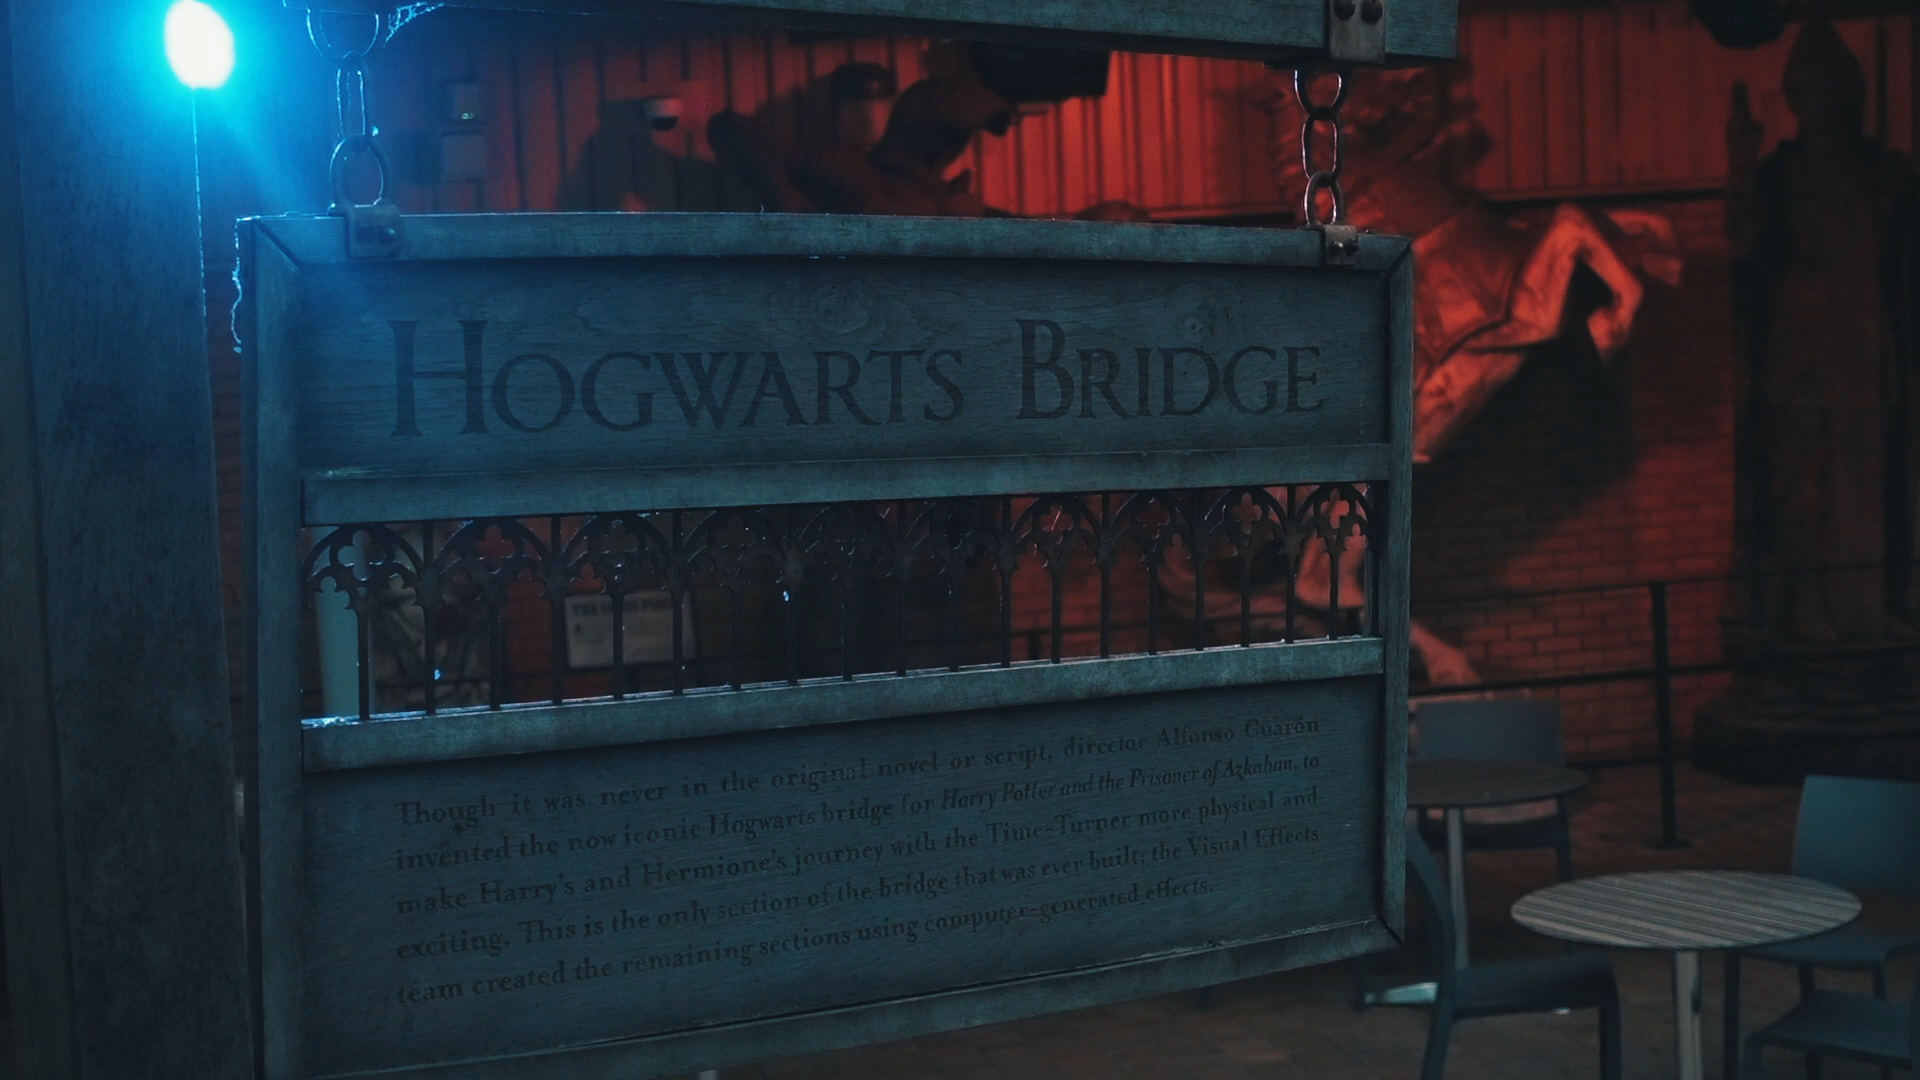 HOGWARTS BRIDGE
Though it was never in the original novel or script, director Alfonso Cuarón
invented the now iconic Hogwarts bridge for Harry Potter and the Prisoner of Azkaban, to
make Harry's and Hermione's journey with the Time-Turner more physical and
exciting. This is the only section of the bridge that was ever built; the Visual Effects
team created the remaining sections using computer-generated effects.